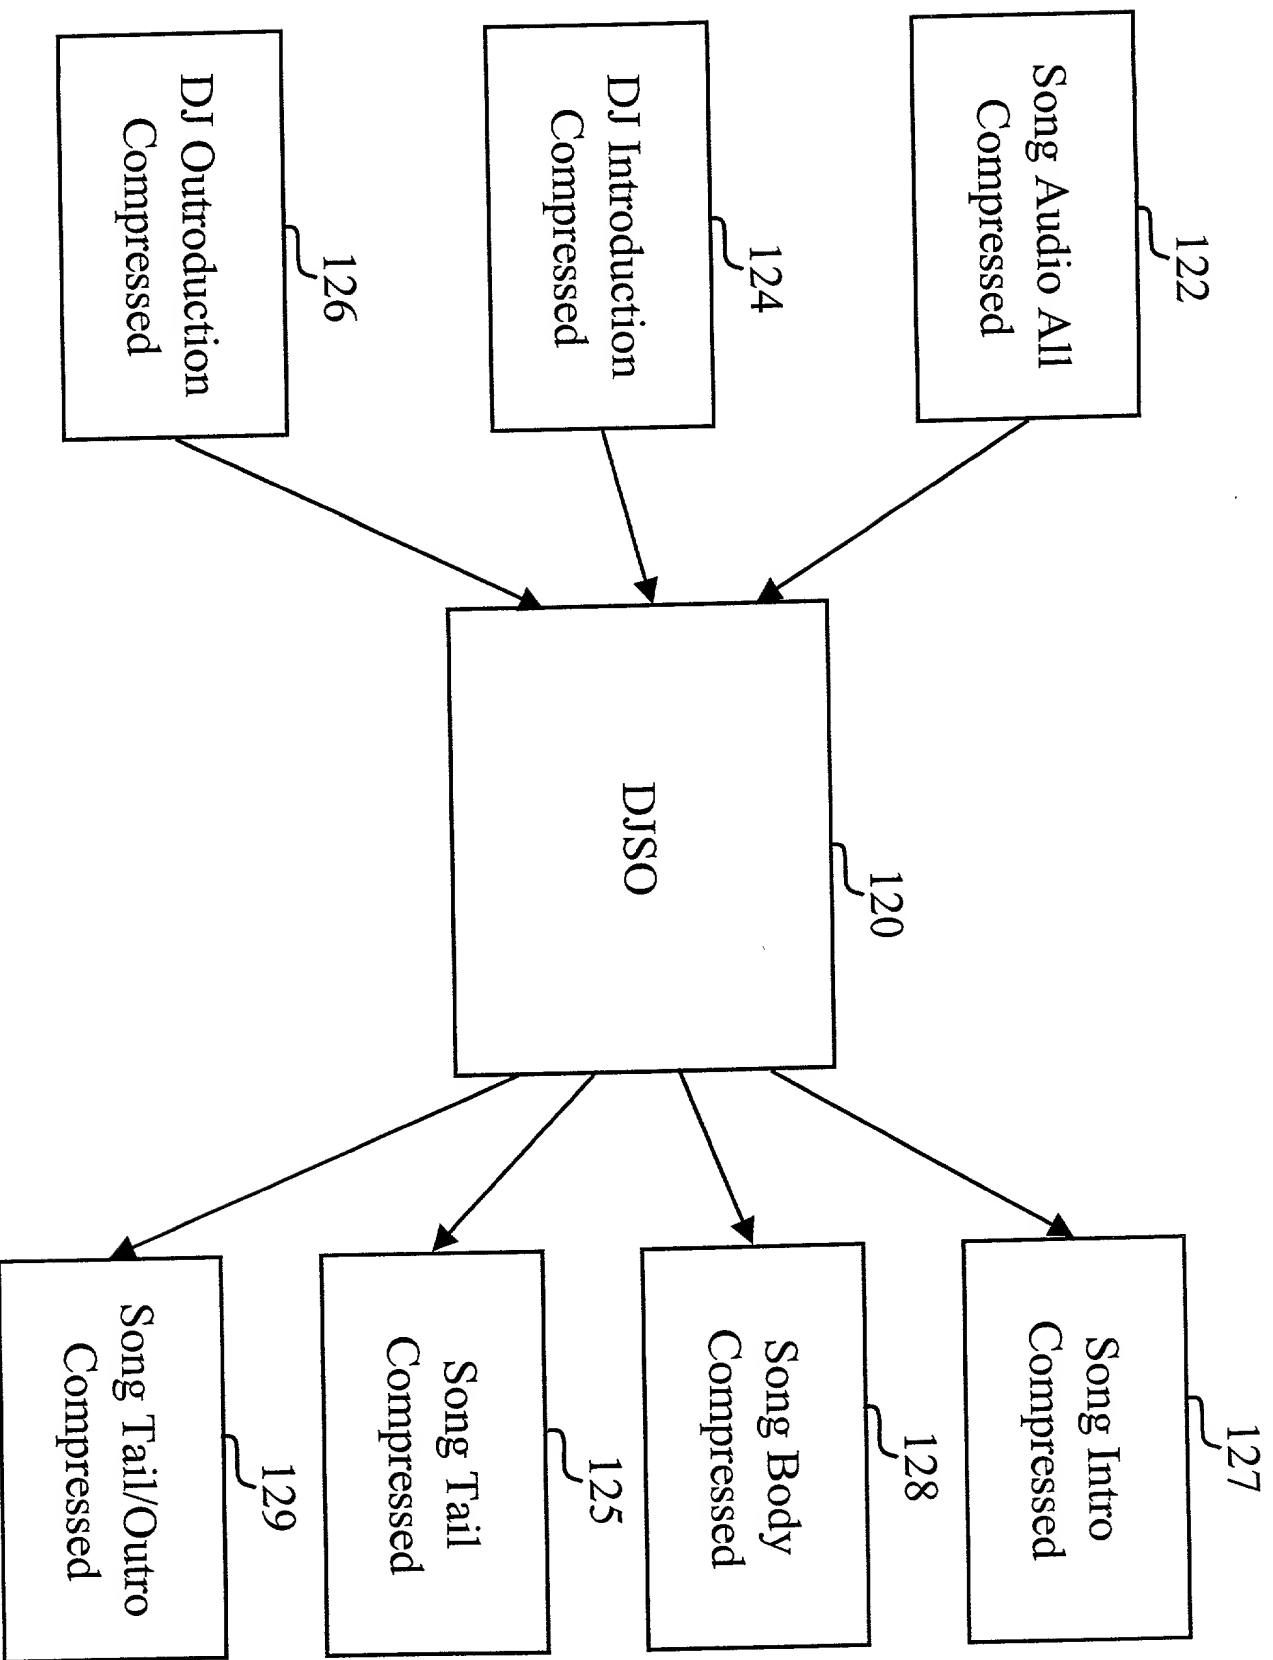 122
Song Audio All
Compressed
124
DJ Introduction
Compressed
126
DJ Outroduction
Compressed
120
DJSO
127
Song Intro
Compressed
128
Song Body
Compressed
125
Song Tail
Compressed
129
Song Tail/Outro
Compressed